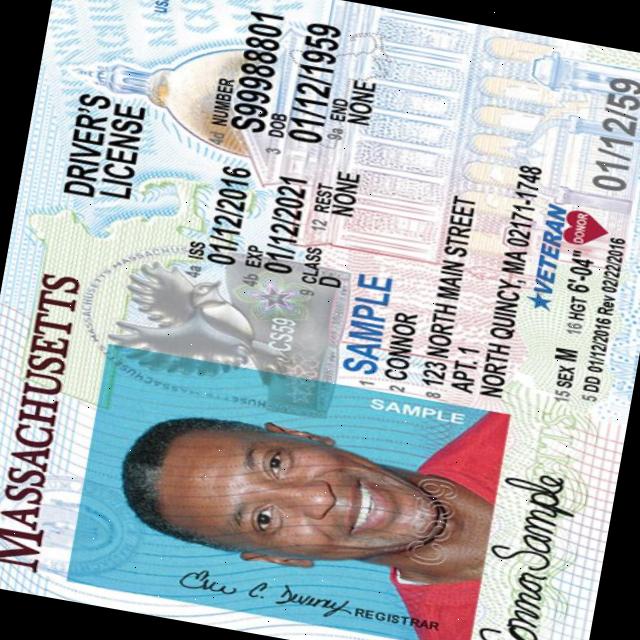 MASSACHUSETTS
DRIVER'S
LICENSE
4a ISS
01/12/2016
4d NUMBER
S99988801
4b EXP
01/12/2021
3 DOB
01/12/1959
9 CLASS
D
12 REST
NONE
9a END
NONE
CS59
1 SAMPLE
2 CONNOR
8 123 NORTH MAIN STREET
APT. 1
NORTH QUINCY, MA 02171-1748
VETERAN
DONOR
15 SEX M 16 HGT 6'-04"
5 DD 01/12/2016 Rev 02/22/2016
01/12/59
SAMPLE
REGISTRAR
Connor Sample